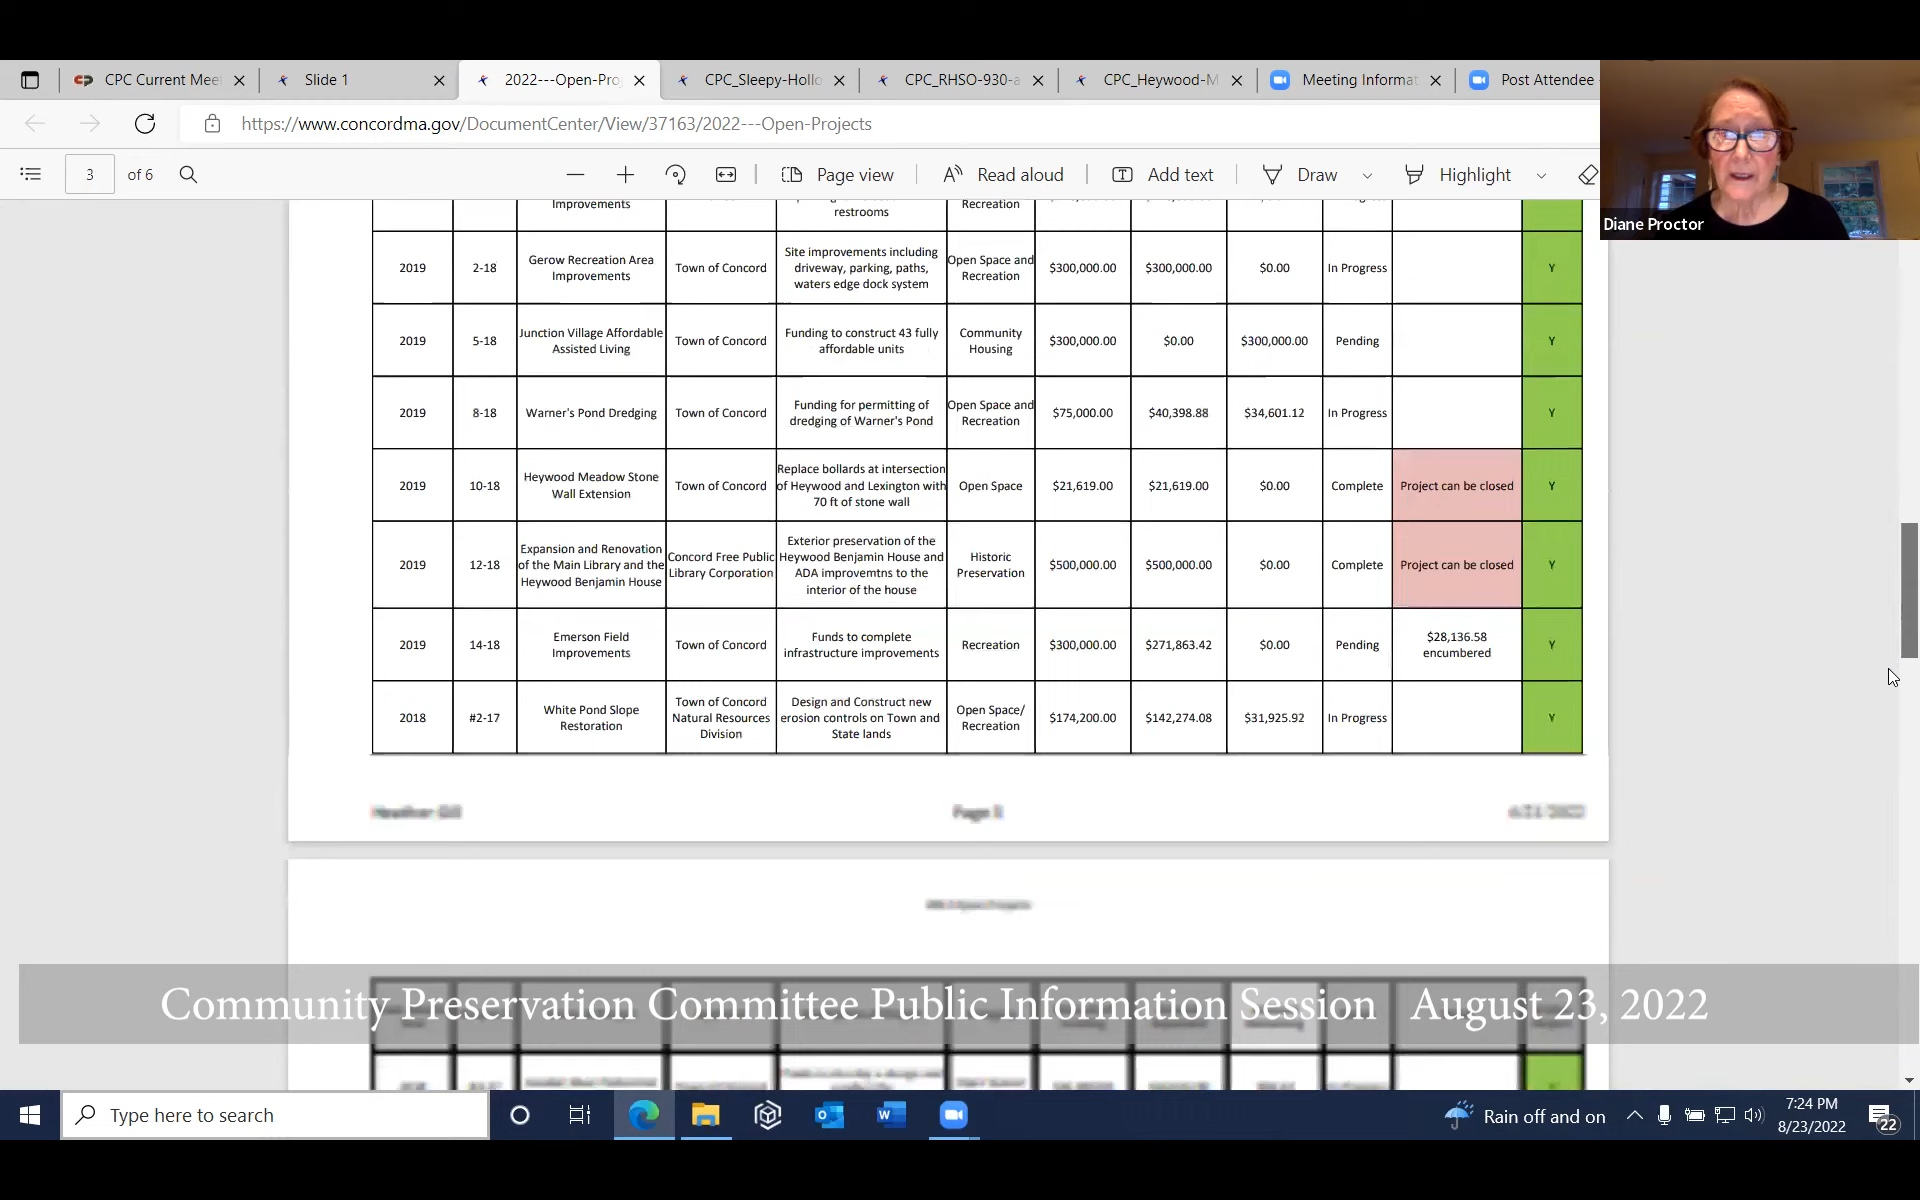 CPC Current Mee
Slide 1
2022---Open-Pro
CPC_Sleepy-Hollo
CPC_RHSO-930-a
CPC_Heywood-M
Meeting Informat
Post Attendee
https://www.concordma.gov/DocumentCenter/View/37163/2022---Open-Projects
3 of 6
Page view
Read aloud
Add text
Draw
Highlight
Diane Proctor
Improvements
restrooms
Recreation
2019 2-18 Gerow Recreation Area Improvements Town of Concord Site improvements including driveway, parking, paths, waters edge dock system Open Space and Recreation $300,000.00 $300,000.00 $0.00 In Progress Y
2019 5-18 Junction Village Affordable Assisted Living Town of Concord Funding to construct 43 fully affordable units Community Housing $300,000.00 $0.00 $300,000.00 Pending Y
2019 8-18 Warner's Pond Dredging Town of Concord Funding for permitting of dredging of Warner's Pond Open Space and Recreation $75,000.00 $40,398.88 $34,601.12 In Progress Y
2019 10-18 Heywood Meadow Stone Wall Extension Town of Concord Replace bollards at intersection of Heywood and Lexington with 70 ft of stone wall Open Space $21,619.00 $21,619.00 $0.00 Complete Project can be closed Y
2019 12-18 Expansion and Renovation of the Main Library and the Heywood Benjamin House Concord Free Public Library Corporation Exterior preservation of the Heywood Benjamin House and ADA improvemtns to the interior of the house Historic Preservation $500,000.00 $500,000.00 $0.00 Complete Project can be closed Y
2019 14-18 Emerson Field Improvements Town of Concord Funds to complete infrastructure improvements Recreation $300,000.00 $271,863.42 $0.00 Pending $28,136.58 encumbered Y
2018 #2-17 White Pond Slope Restoration Town of Concord Natural Resources Division Design and Construct new erosion controls on Town and State lands Open Space/ Recreation $174,200.00 $142,274.08 $31,925.92 In Progress Y
Community Preservation Committee Public Information Session August 23, 2022
Type here to search
Rain off and on
7:24 PM
8/23/2022
22